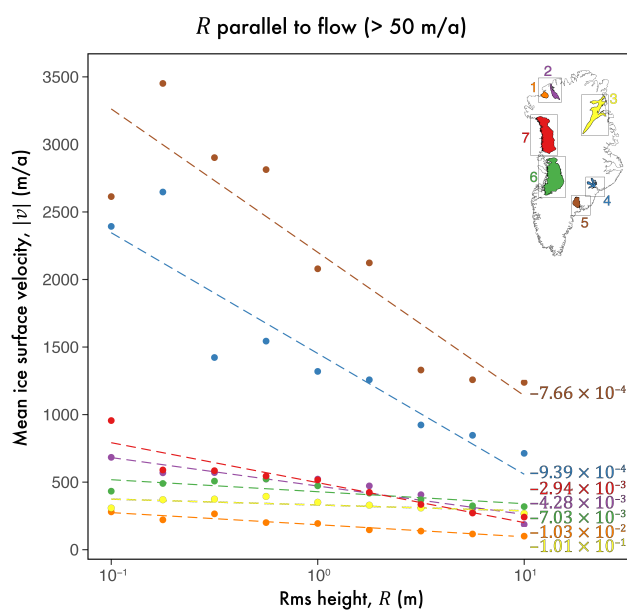 R parallel to flow (> 50 m/a)
Mean ice surface velocity, |v| (m/a)
3500
3000
2500
2000
1500
1000
500
0
10⁻¹
10⁰
10¹
Rms height, R (m)
1
2
3
7
6
4
5
−7.66 × 10⁻⁴
−9.39 × 10⁻⁴
−2.94 × 10⁻³
−4.28 × 10⁻³
−7.03 × 10⁻³
−1.03 × 10⁻²
−1.01 × 10⁻¹